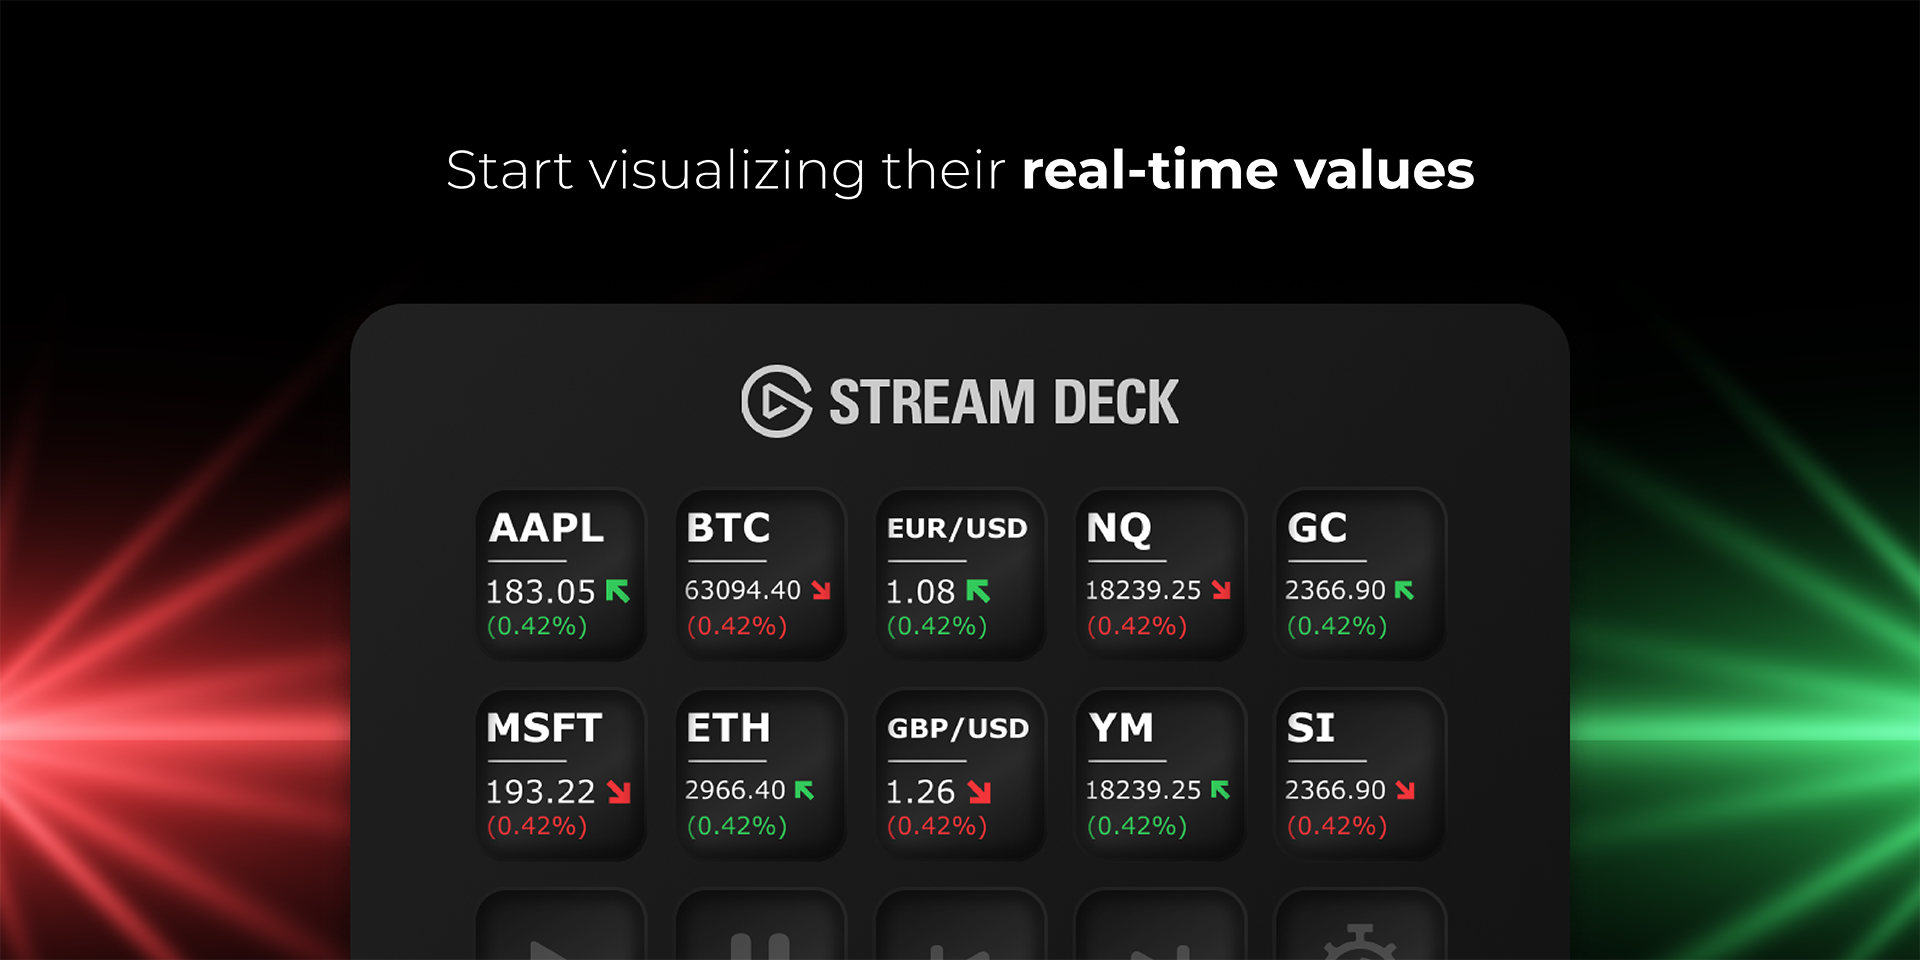 Start visualizing their real-time values
STREAM DECK
AAPL
183.05
(0.42%)
BTC
63094.40
(0.42%)
EUR/USD
1.08
(0.42%)
NQ
18239.25
(0.42%)
GC
2366.90
(0.42%)
MSFT
193.22
(0.42%)
ETH
2966.40
(0.42%)
GBP/USD
1.26
(0.42%)
YM
18239.25
(0.42%)
SI
2366.90
(0.42%)